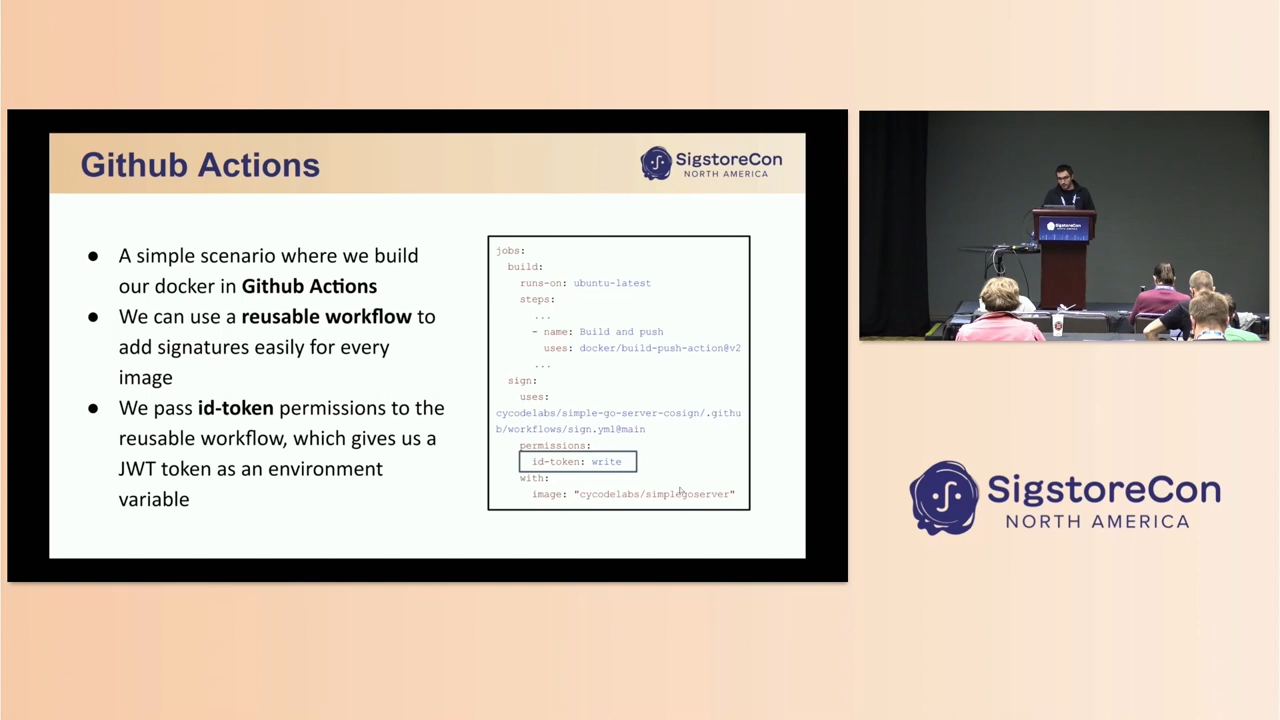 Github Actions
SigstoreCon
NORTH AMERICA
● A simple scenario where we build
our docker in Github Actions
● We can use a reusable workflow to
add signatures easily for every
image
● We pass id-token permissions to the
reusable workflow, which gives us a
JWT token as an environment
variable
jobs:
build:
runs-on: ubuntu-latest
steps:
...
- name: Build and push
uses: docker/build-push-action@v2
...
sign:
uses:
cycodelabs/simple-go-server-cosign/.githu
b/workflows/sign.yml@main
permissions:
id-token: write
with:
image: "cycodelabs/simplegoserver"
SigstoreCon
SigstoreCon
NORTH AMERICA